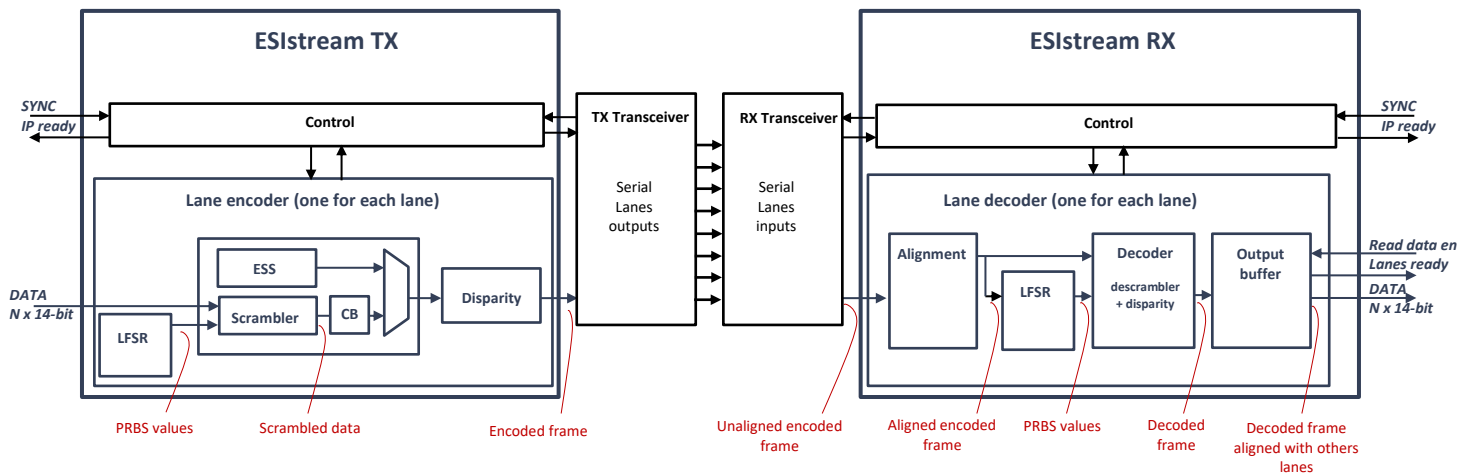 ESIstream TX
SYNC
IP ready
Control
Lane encoder (one for each lane)
ESS
DATA
N x 14-bit
Scrambler
CB
LFSR
Disparity
PRBS values
Scrambled data
Encoded frame
TX Transceiver
Serial
Lanes
outputs
RX Transceiver
Serial
Lanes
inputs
ESIstream RX
Control
SYNC
IP ready
Lane decoder (one for each lane)
Alignment
LFSR
Decoder
descrambler
+ disparity
Output
buffer
Read data en
Lanes ready
DATA
N x 14-bit
Unaligned encoded
frame
Aligned encoded
frame
PRBS values
Decoded
frame
Decoded frame
aligned with others
lanes